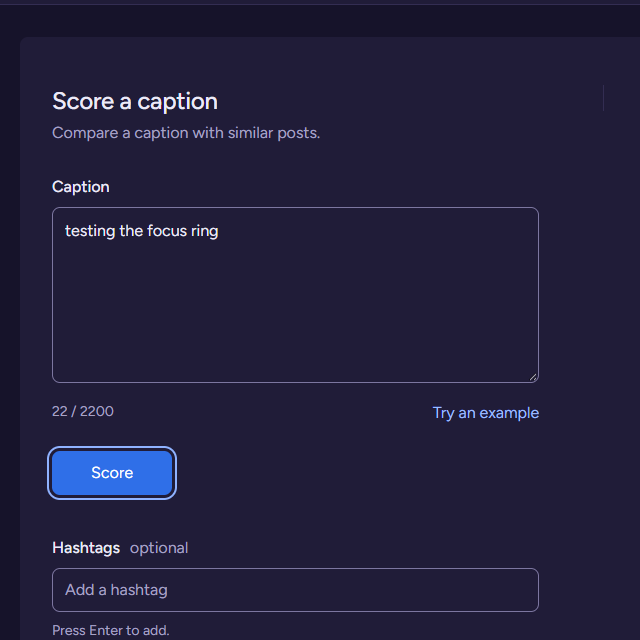 Score a caption
Compare a caption with similar posts.
Caption
testing the focus ring
22 / 2200
Try an example
Score
Hashtags optional
Add a hashtag
Press Enter to add.